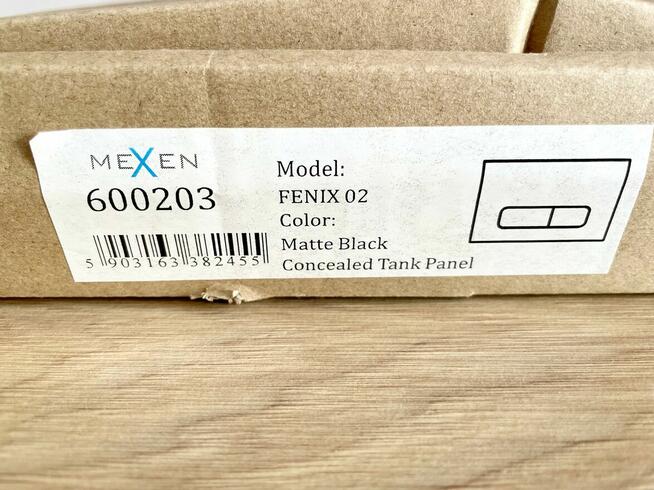 MEXEN
600203
5 903163 382455
Model:
FENIX 02
Color:
Matte Black
Concealed Tank Panel